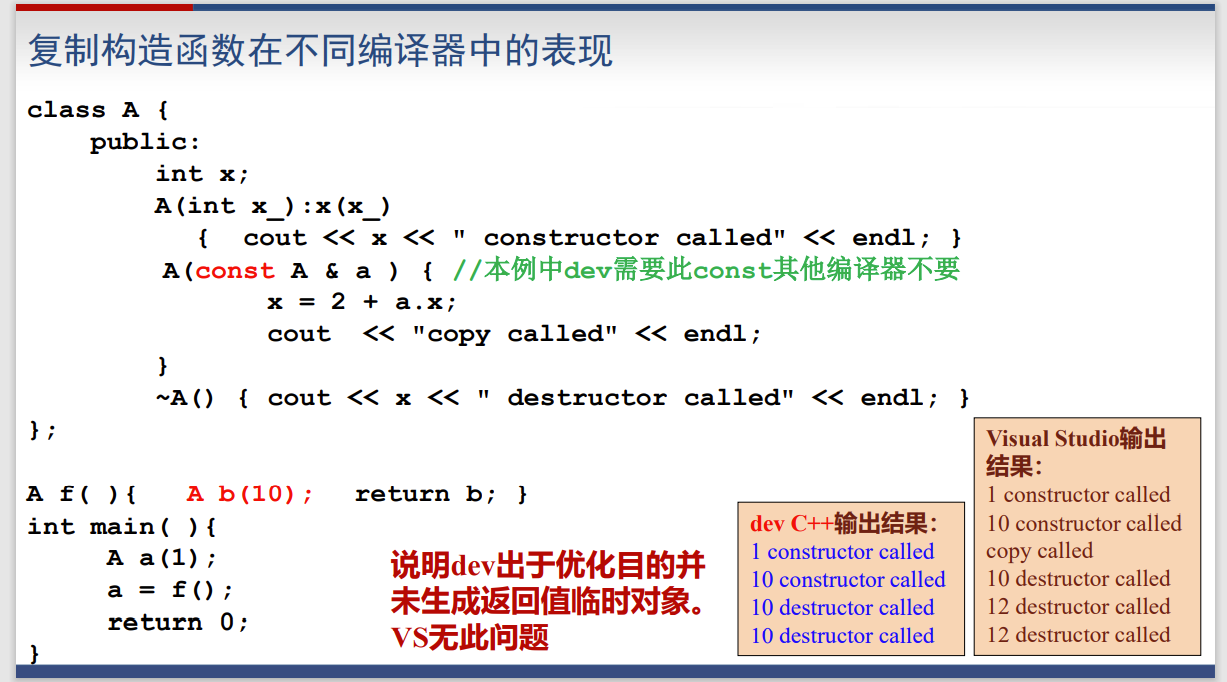 复制构造函数在不同编译器中的表现
class A {
public:
int x;
A(int x_):x(x_)
{ cout << x << " constructor called" << endl; }
A(const A & a ) { //本例中dev需要此const其他编译器不要
x = 2 + a.x;
cout << "copy called" << endl;
}
~A() { cout << x << " destructor called" << endl; }
};
A f( ){ A b(10); return b; }
int main( ){
A a(1);
a = f();
return 0;
}
说明dev出于优化目的并
未生成返回值临时对象。
VS无此问题
dev C++输出结果：
1 constructor called
10 constructor called
10 destructor called
10 destructor called
Visual Studio输出
结果：
1 constructor called
10 constructor called
copy called
10 destructor called
12 destructor called
12 destructor called